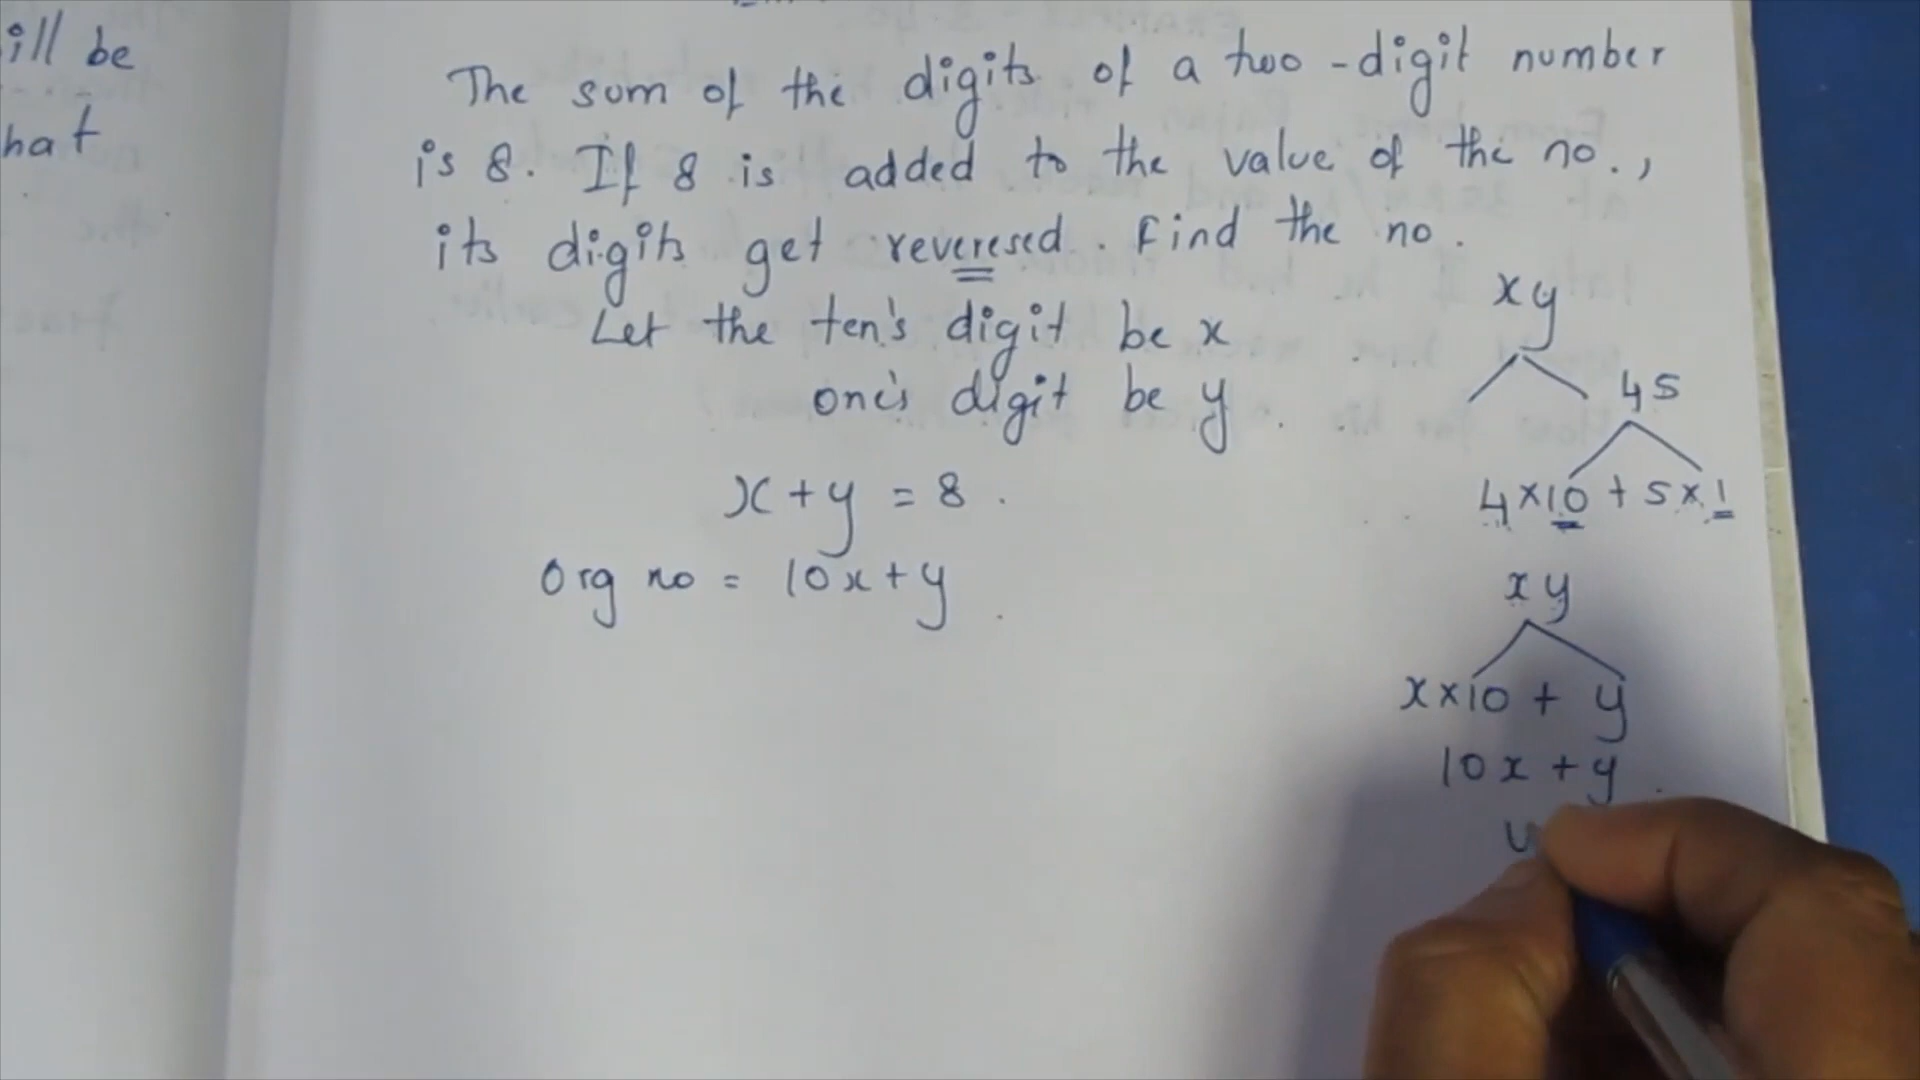 ill be
hat
The sum of the digits of a two-digit number
is 8. If 8 is added to the value of the no.,
its digits get reveresed. Find the no.
Let the ten's digit be x
one's digit be y.
x + y = 8.
Org no = 10x + y
xy
45
4×10 + 5×1
xy
x×10 + y
10x + y